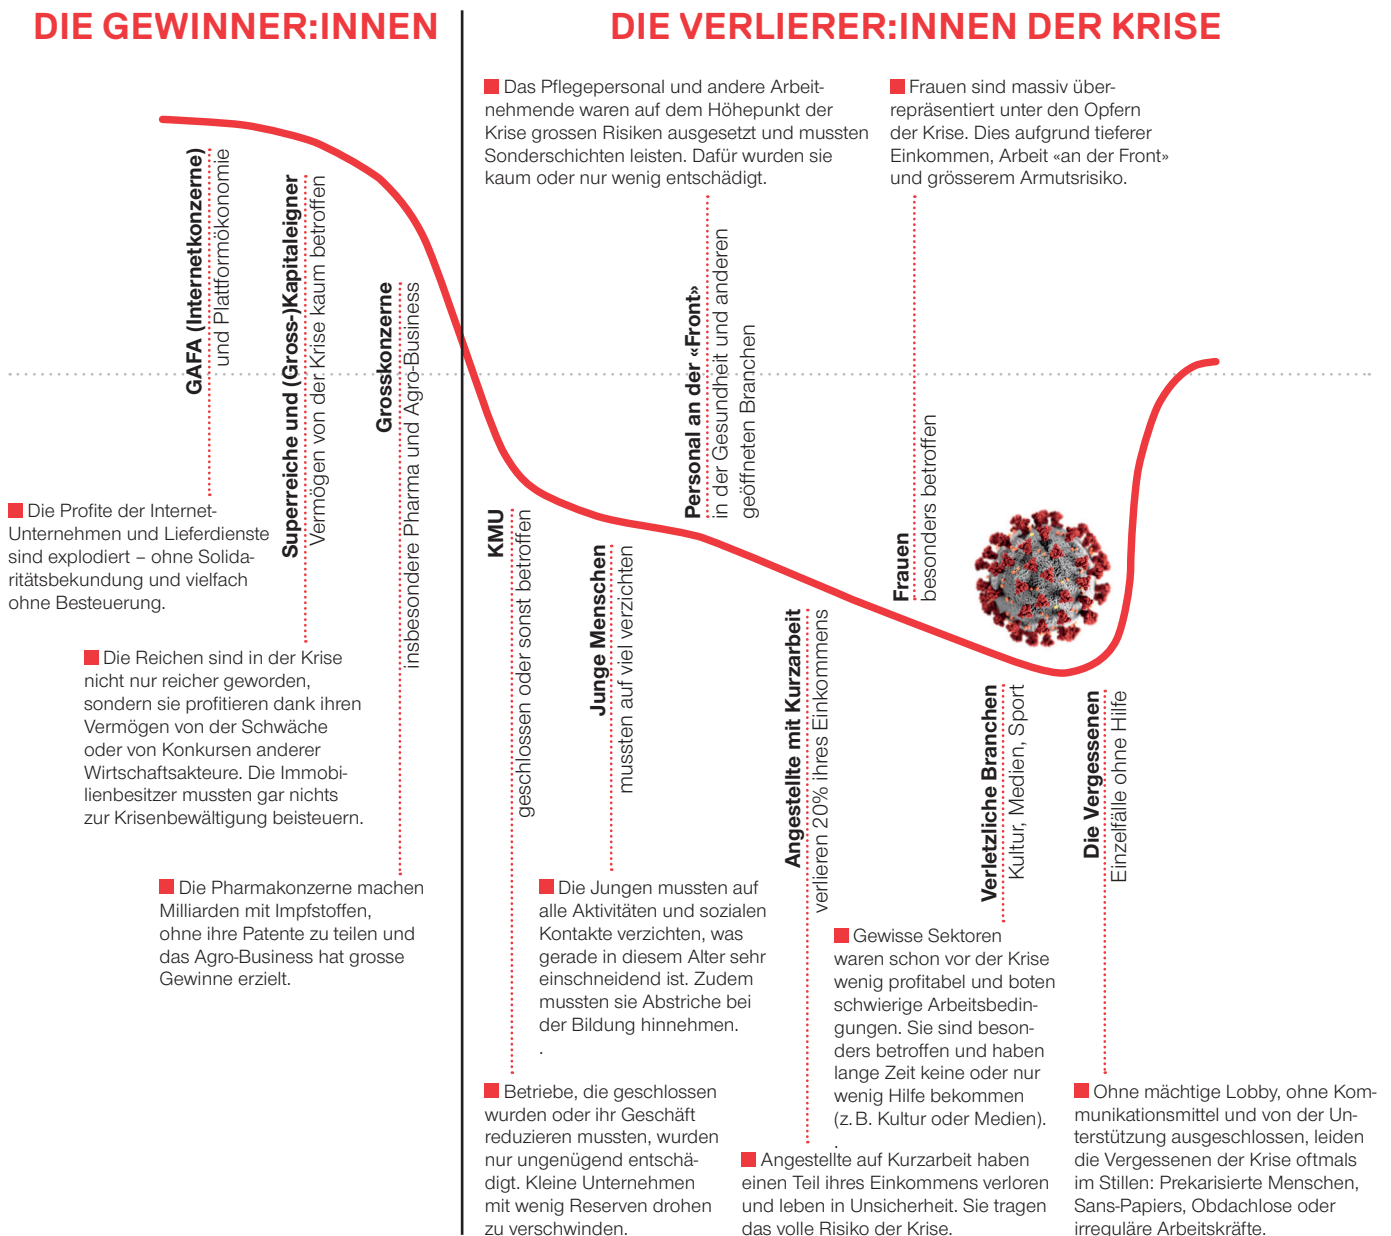 DIE GEWINNER:INNEN
GAFA (Internetkonzerne)
und Plattformökonomie
■ Die Profite der Internet-
Unternehmen und Lieferdienste
sind explodiert – ohne Solida-
ritätsbekundung und vielfach
ohne Besteuerung.
Superreiche und (Gross-)Kapitaleigner
Vermögen von der Krise kaum betroffen
■ Die Reichen sind in der Krise
nicht nur reicher geworden,
sondern sie profitieren dank ihren
Vermögen von der Schwäche
oder von Konkursen anderer
Wirtschaftsakteure. Die Immobi-
lienbesitzer mussten gar nichts
zur Krisenbewältigung beisteuern.
Grosskonzerne
insbesondere Pharma und Agro-Business
■ Die Pharmakonzerne machen
Milliarden mit Impfstoffen,
ohne ihre Patente zu teilen und
das Agro-Business hat grosse
Gewinne erzielt.
DIE VERLIERER:INNEN DER KRISE
KMU
geschlossen oder sonst betroffen
■ Betriebe, die geschlossen
wurden oder ihr Geschäft
reduzieren mussten, wurden
nur ungenügend entschä-
digt. Kleine Unternehmen
mit wenig Reserven drohen
zu verschwinden.
Junge Menschen
mussten auf viel verzichten
■ Die Jungen mussten auf
alle Aktivitäten und sozialen
Kontakte verzichten, was
gerade in diesem Alter sehr
einschneidend ist. Zudem
mussten sie Abstriche bei
der Bildung hinnehmen.
.
■ Das Pflegepersonal und andere Arbeit-
nehmende waren auf dem Höhepunkt der
Krise grossen Risiken ausgesetzt und mussten
Sonderschichten leisten. Dafür wurden sie
kaum oder nur wenig entschädigt.
Personal an der «Front»
in der Gesundheit und anderen
geöffneten Branchen
Angestellte mit Kurzarbeit
verlieren 20% ihres Einkommens
■ Angestellte auf Kurzarbeit haben
einen Teil ihres Einkommens verloren
und leben in Unsicherheit. Sie tragen
das volle Risiko der Krise.
■ Frauen sind massiv über-
repräsentiert unter den Opfern
der Krise. Dies aufgrund tieferer
Einkommen, Arbeit «an der Front»
und grösserem Armutsrisiko.
Frauen
besonders betroffen
Verletzliche Branchen
Kultur, Medien, Sport
■ Gewisse Sektoren
waren schon vor der Krise
wenig profitabel und boten
schwierige Arbeitsbedin-
gungen. Sie sind beson-
ders betroffen und haben
lange Zeit keine oder nur
wenig Hilfe bekommen
(z. B. Kultur oder Medien).
.
Die Vergessenen
Einzelfälle ohne Hilfe
■ Ohne mächtige Lobby, ohne Kom-
munikationsmittel und von der Un-
terstützung ausgeschlossen, leiden
die Vergessenen der Krise oftmals
im Stillen: Prekarisierte Menschen,
Sans-Papiers, Obdachlose oder
irreguläre Arbeitskräfte.